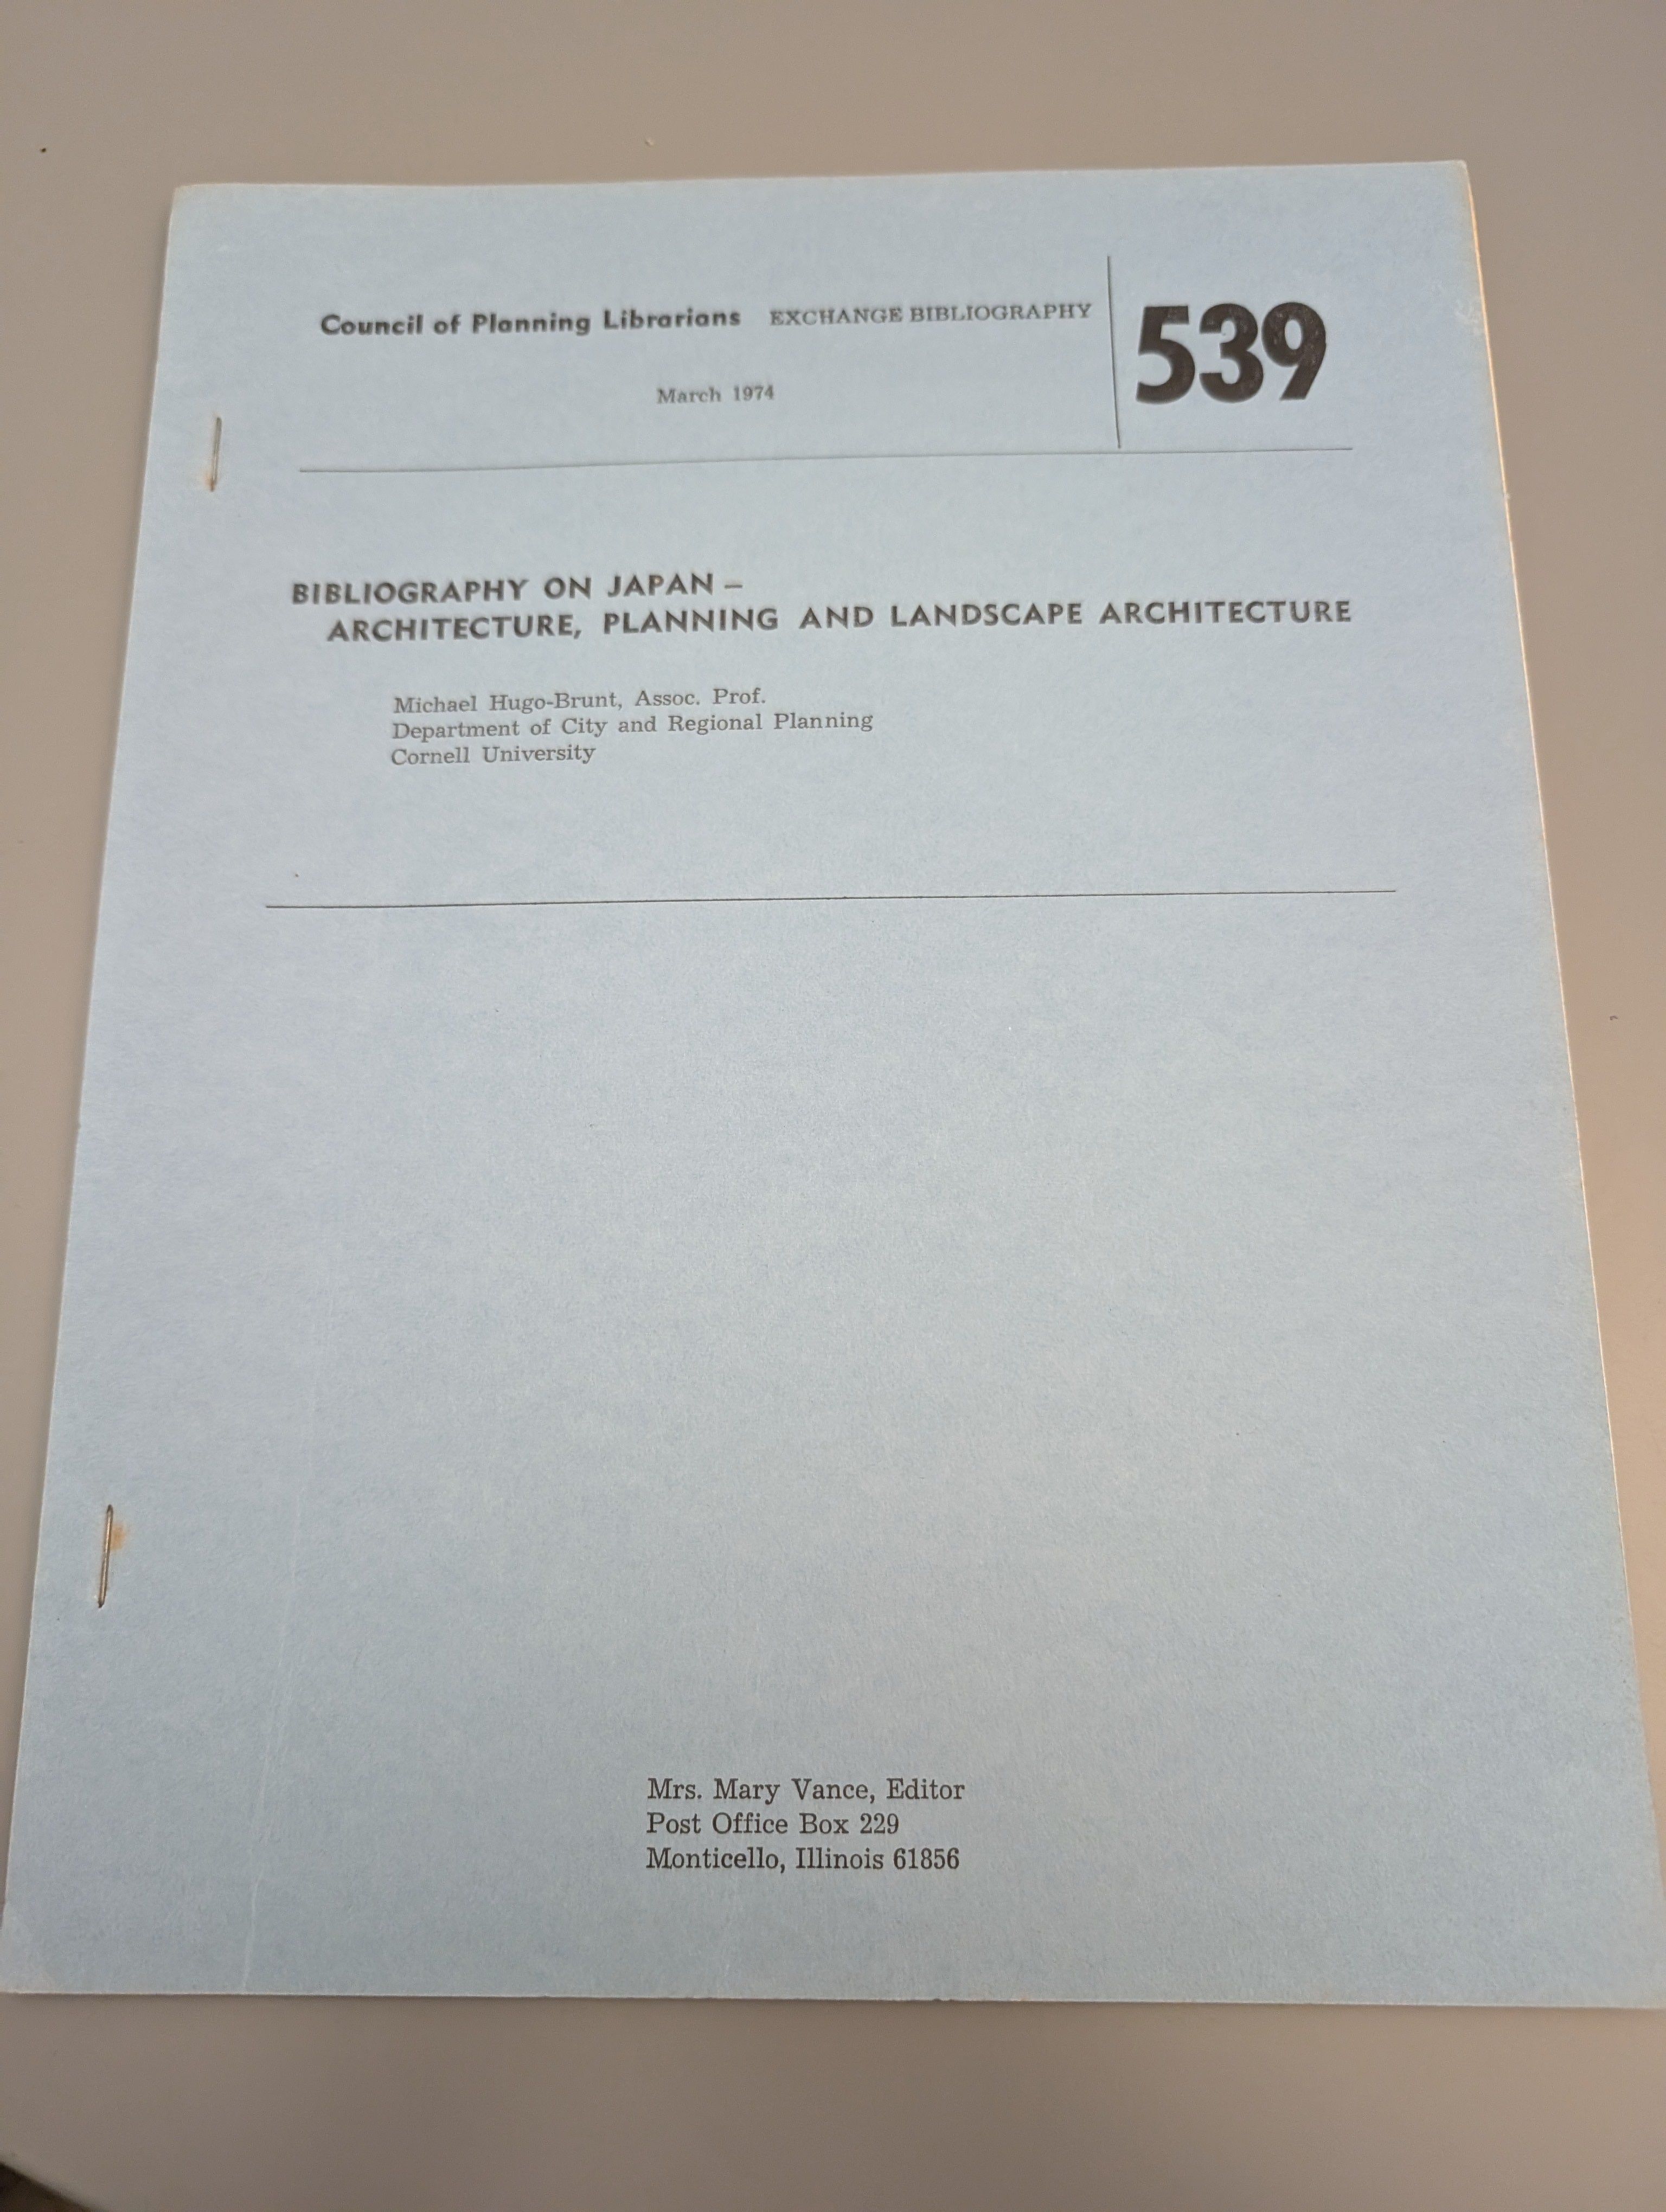 Council of Planning Librarians EXCHANGE BIBLIOGRAPHY
539
March 1974
BIBLIOGRAPHY ON JAPAN –
ARCHITECTURE, PLANNING AND LANDSCAPE ARCHITECTURE
Michael Hugo-Brunt, Assoc. Prof.
Department of City and Regional Planning
Cornell University
Mrs. Mary Vance, Editor
Post Office Box 229
Monticello, Illinois 61856